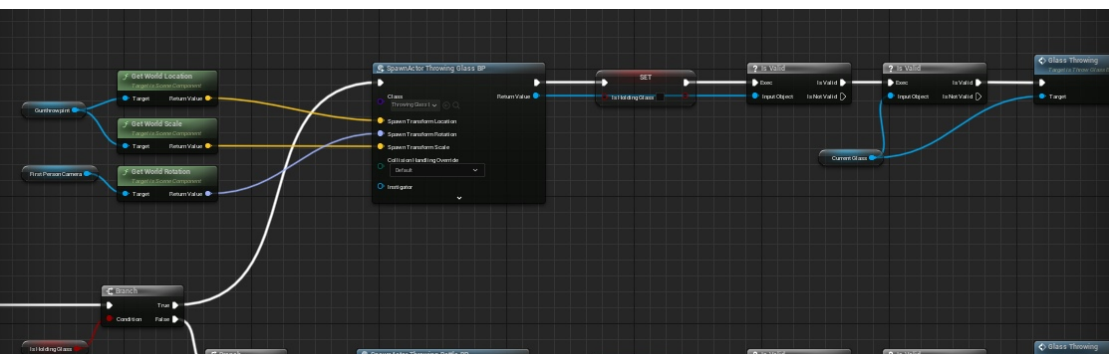 Get World Location
Target is Scene Component
Target
Return Value
Get World Scale
Target is Scene Component
Target
Return Value
First Person Camera
Get World Rotation
Target is Scene Component
Target
Return Value
SpawnActor Throwing Glass BP
Class
Return Value
Spawn Transform Location
Spawn Transform Rotation
Spawn Transform Scale
Collision Handling Override
Default
Instigator
SET
Is Holding Glass
Is Valid
Exec
Is Valid
Input Object
Is Not Valid
Is Valid
Exec
Is Valid
Input Object
Is Not Valid
Current Glass
Glass Throwing
Target
Branch
True
Condition
False
Is Holding Glass
Glass Throwing